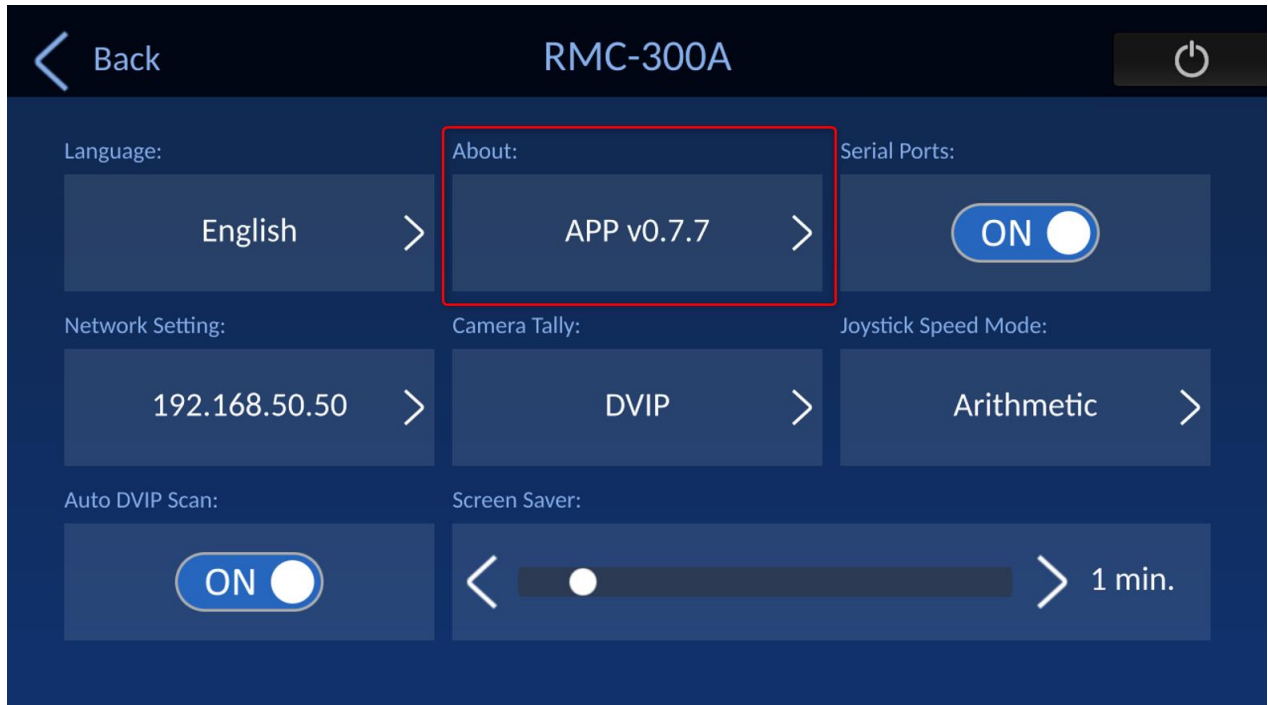 Back RMC-300A
Language: About: Serial Ports:
English APP v0.7.7 ON
Network Setting: Camera Tally: Joystick Speed Mode:
192.168.50.50 DVIP Arithmetic
Auto DVIP Scan: Screen Saver:
ON 1 min.